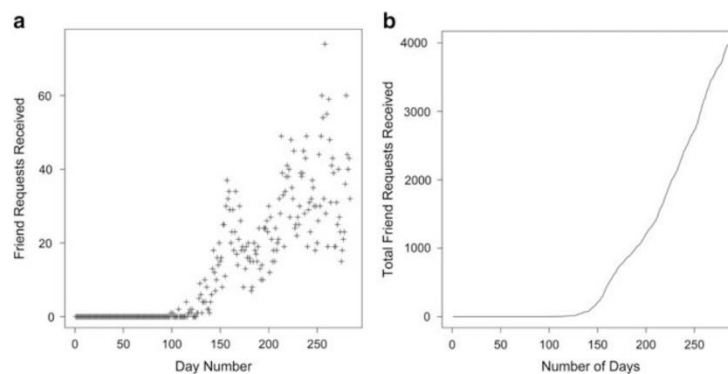 a
Friend Requests Received
60
40
20
0
0 50 100 150 200 250
Day Number
b
Total Friend Requests Received
4000
3000
2000
1000
0
0 50 100 150 200 250
Number of Days